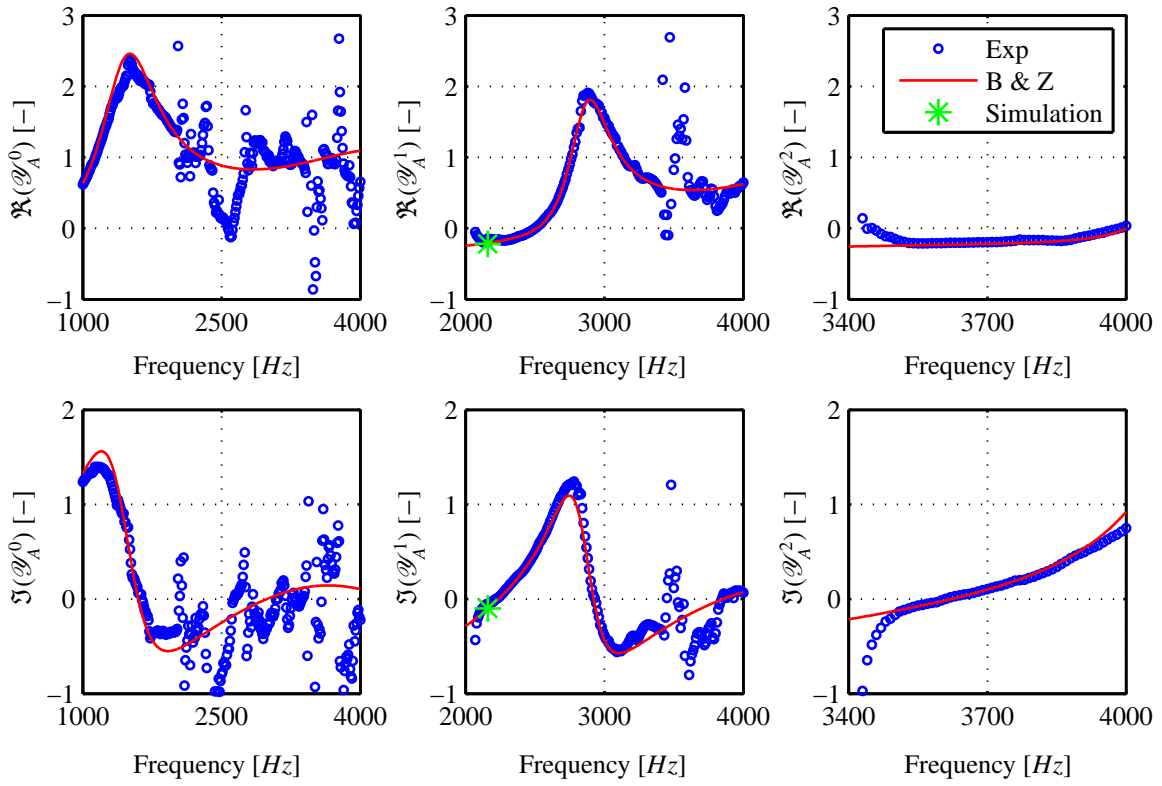 3
2
1
0
−1
ℜ(𝒴_A^0) [−]
1000 2500 4000
Frequency [Hz]
3
2
1
0
−1
ℜ(𝒴_A^1) [−]
2000 3000 4000
Frequency [Hz]
3
2
1
0
−1
ℜ(𝒴_A^2) [−]
3400 3700 4000
Frequency [Hz]
Exp
B & Z
Simulation
2
1
0
−1
ℑ(𝒴_A^0) [−]
1000 2500 4000
Frequency [Hz]
2
1
0
−1
ℑ(𝒴_A^1) [−]
2000 3000 4000
Frequency [Hz]
2
1
0
−1
ℑ(𝒴_A^2) [−]
3400 3700 4000
Frequency [Hz]